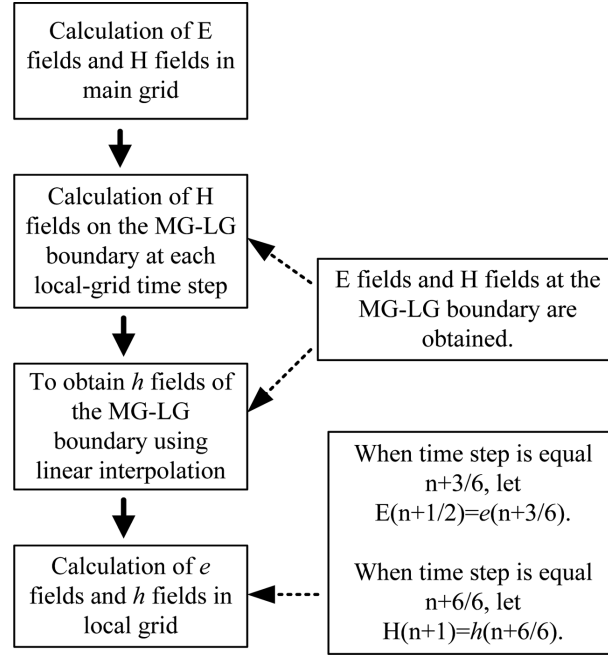 Calculation of E
fields and H fields in
main grid
Calculation of H
fields on the MG-LG
boundary at each
local-grid time step
E fields and H fields at the
MG-LG boundary are
obtained.
To obtain h fields of
the MG-LG
boundary using
linear interpolation
When time step is equal
n+3/6, let
E(n+1/2)=e(n+3/6).
When time step is equal
n+6/6, let
H(n+1)=h(n+6/6).
Calculation of e
fields and h fields in
local grid